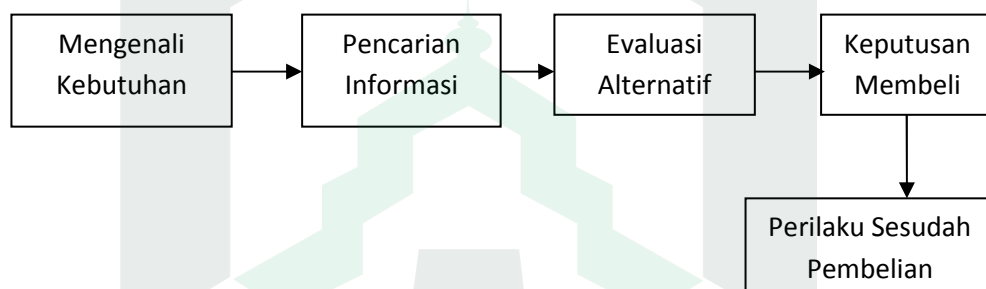 Mengenali
Kebutuhan
Pencarian
Informasi
Evaluasi
Alternatif
Keputusan
Membeli
Perilaku Sesudah
Pembelian